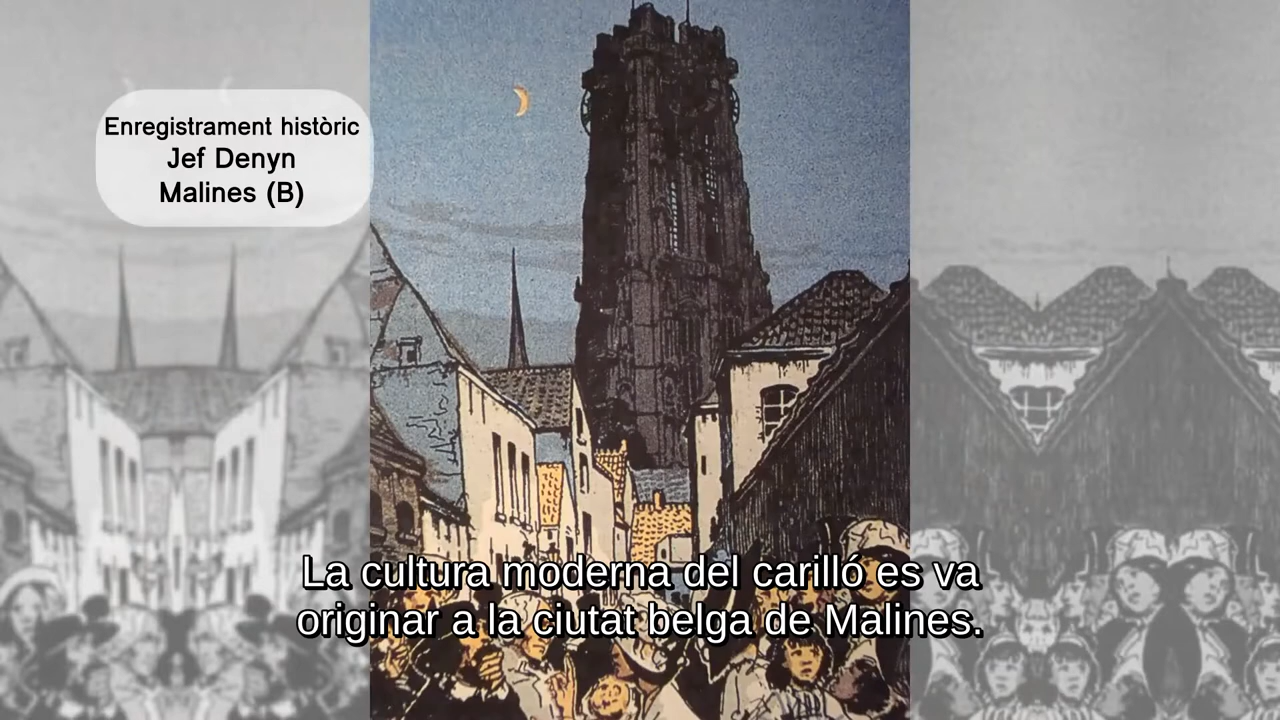 Enregistrament històric
Jef Denyn
Malines (B)
La cultura moderna del carilló es va
originar a la ciutat belga de Malines.